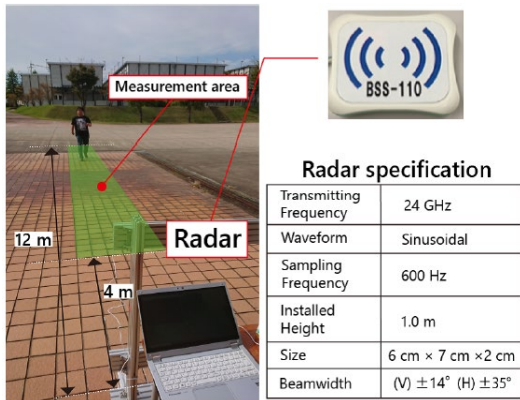 Measurement area
Radar
12 m
4 m
BSS-110
Radar specification
Transmitting
Frequency
24 GHz
Waveform
Sinusoidal
Sampling
Frequency
600 Hz
Installed
Height
1.0 m
Size
6 cm × 7 cm ×2 cm
Beamwidth
(V) ±14° (H) ±35°